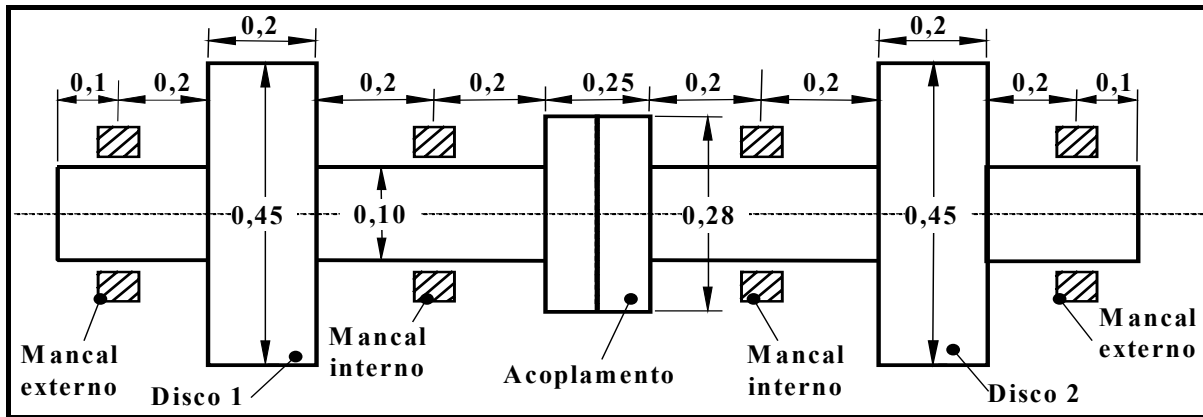 0,2
0,2
0,1
0,2
0,2
0,2
0,25
0,2
0,2
0,2
0,1
0,45
0,10
0,28
0,45
Mancal
externo
Disco 1
Mancal
interno
Acoplamento
Mancal
interno
Disco 2
Mancal
externo